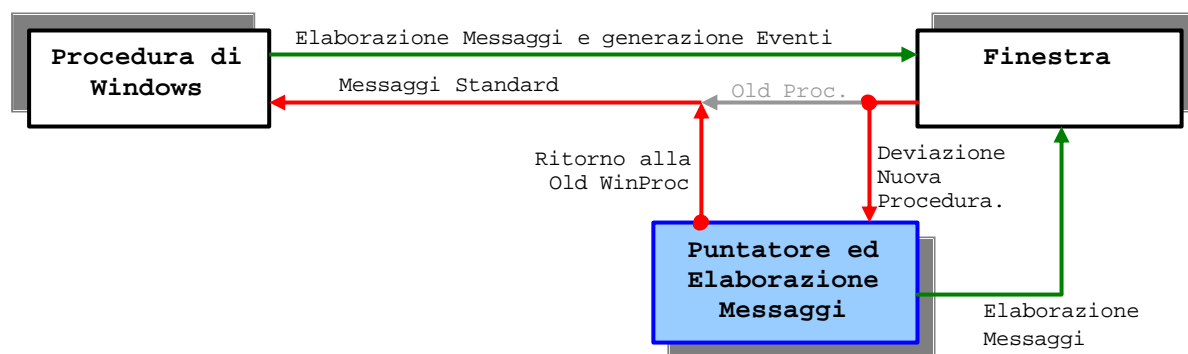 Procedura di
Windows
Elaborazione Messaggi e generazione Eventi
Finestra
Messaggi Standard
Old Proc.
Ritorno alla
Old WinProc
Deviazione
Nuova
Procedura.
Puntatore ed
Elaborazione
Messaggi
Elaborazione
Messaggi